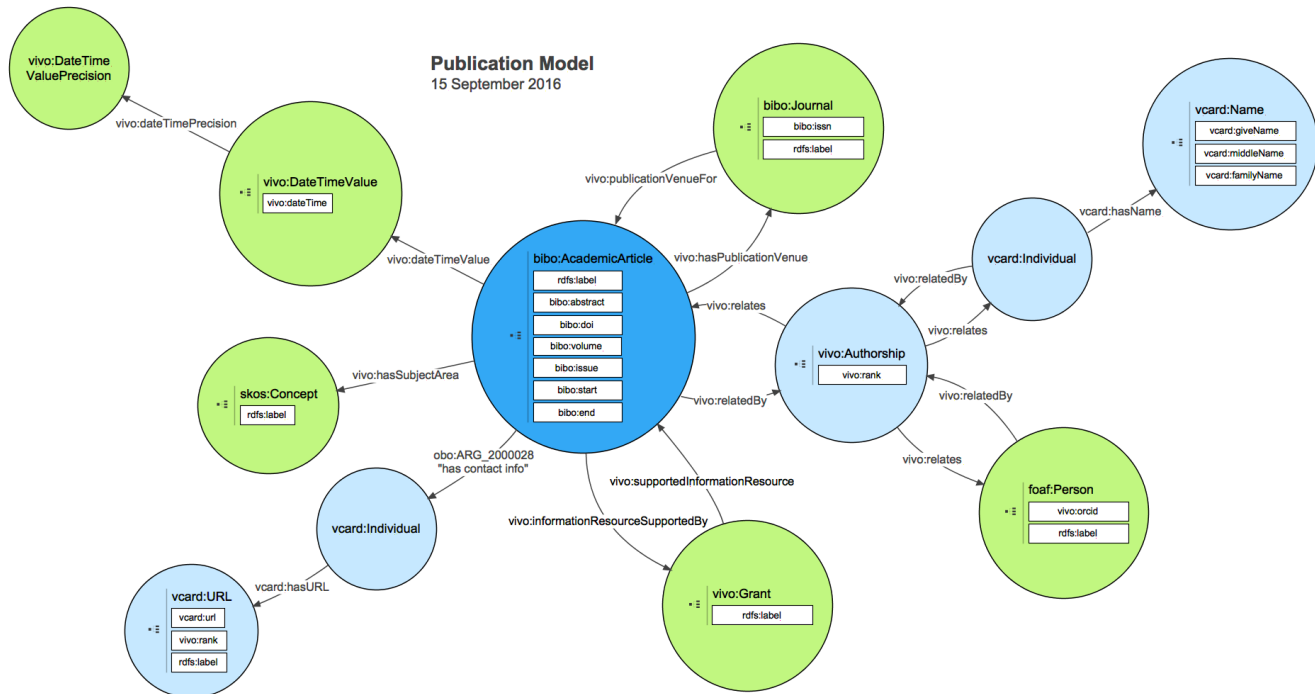 Publication Model
15 September 2016
vivo:DateTime
ValuePrecision
vivo:dateTimePrecision
vivo:DateTimeValue
vivo:dateTime
vivo:dateTimeValue
bibo:Journal
bibo:issn
rdfs:label
vivo:publicationVenueFor
vivo:hasPublicationVenue
vcard:Name
vcard:giveName
vcard:middleName
vcard:familyName
vcard:hasName
vcard:Individual
vivo:relatedBy
vivo:relates
bibo:AcademicArticle
rdfs:label
bibo:abstract
bibo:doi
bibo:volume
bibo:issue
bibo:start
bibo:end
vivo:relates
vivo:relatedBy
vivo:Authorship
vivo:rank
vivo:relatedBy
vivo:relates
foaf:Person
vivo:orcid
rdfs:label
vivo:hasSubjectArea
skos:Concept
rdfs:label
obo:ARG_2000028
"has contact info"
vcard:Individual
vcard:hasURL
vcard:URL
vcard:url
vivo:rank
rdfs:label
vivo:supportedInformationResource
vivo:informationResourceSupportedBy
vivo:Grant
rdfs:label